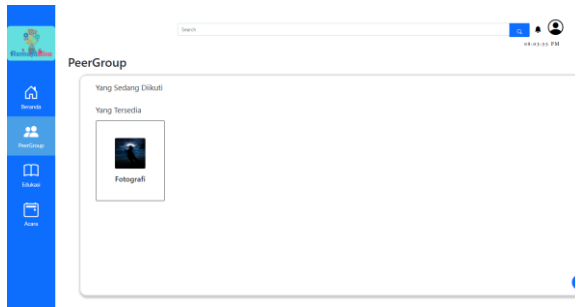 Search
08:03:55 PM
PeerGroup
Beranda
PeerGroup
Edukasi
Acara
Yang Sedang Diikuti
Yang Tersedia
Fotografi